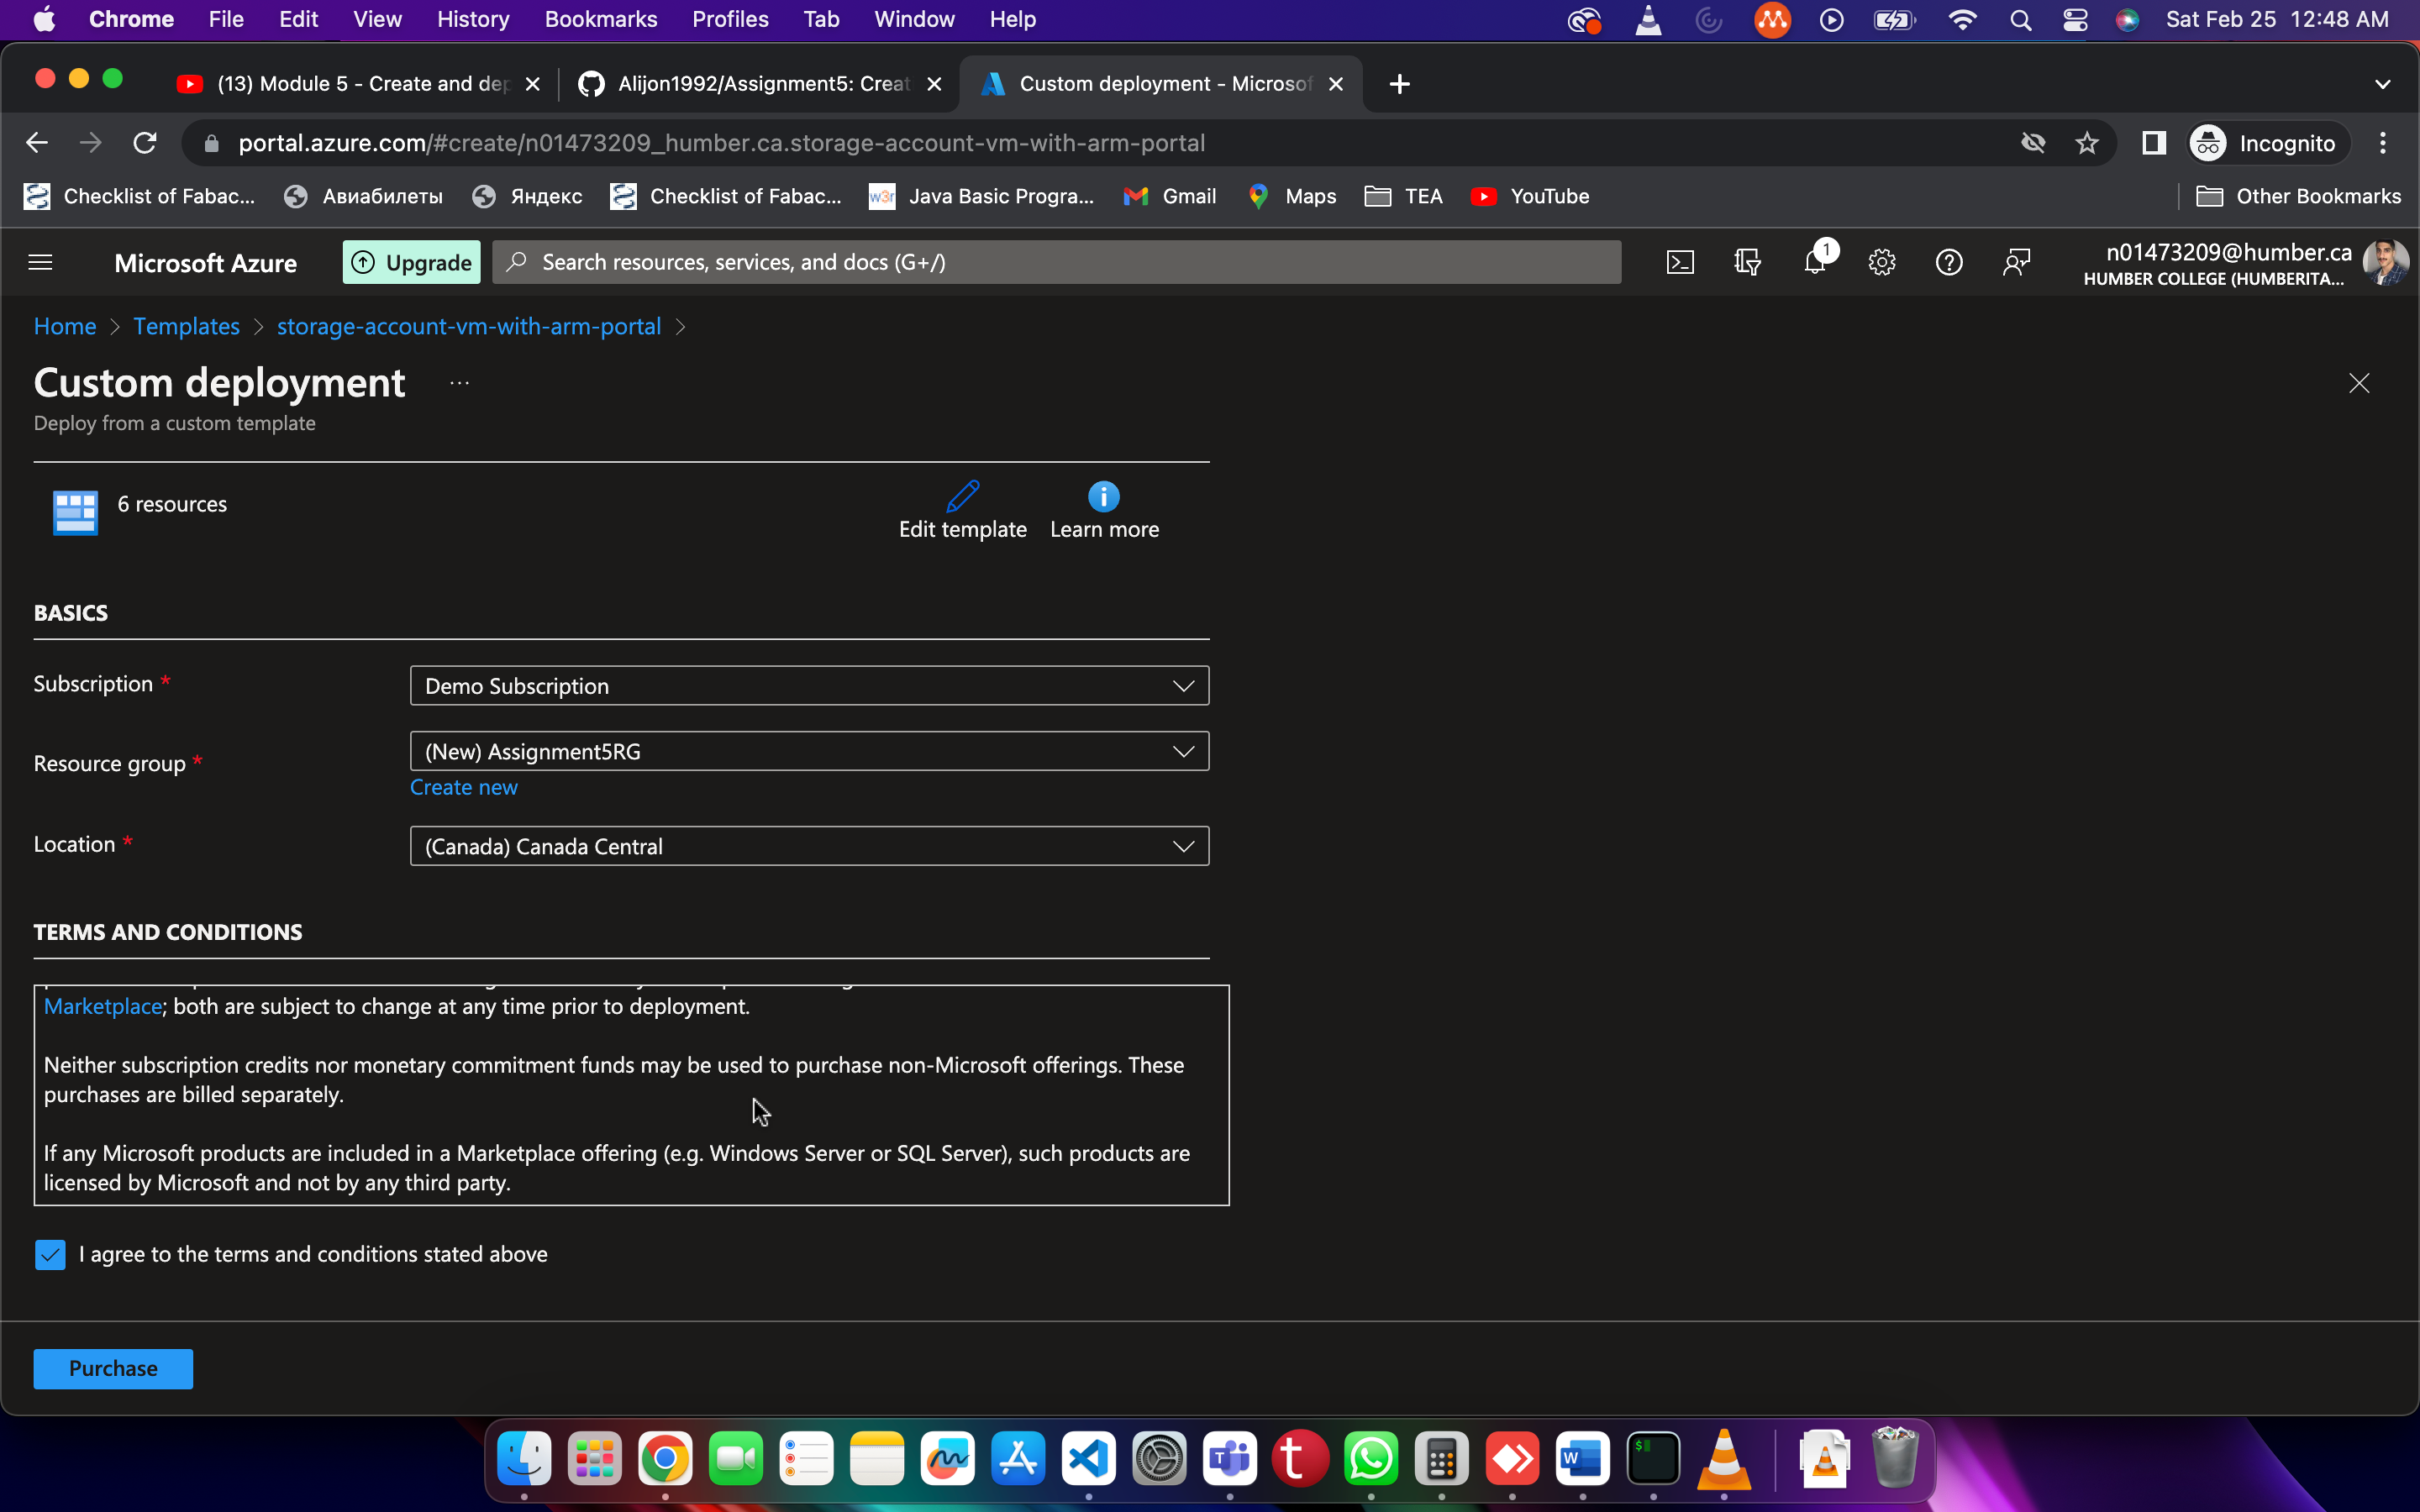 Chrome File Edit View History Bookmarks Profiles Tab Window Help Sat Feb 25 12:48 AM
(13) Module 5 - Create and dep Alijon1992/Assignment5: Creat Custom deployment - Microsof
portal.azure.com/#create/n01473209_humber.ca.storage-account-vm-with-arm-portal Incognito
Checklist of Fabac... Авиабилеты Яндекс Checklist of Fabac... w3r Java Basic Progra... Gmail Maps TEA YouTube Other Bookmarks
Microsoft Azure Upgrade Search resources, services, and docs (G+/) 1 n01473209@humber.ca
HUMBER COLLEGE (HUMBERITA...
Home > Templates > storage-account-vm-with-arm-portal >
Custom deployment ...
Deploy from a custom template
6 resources
Edit template Learn more
BASICS
Subscription * Demo Subscription
Resource group * (New) Assignment5RG
Create new
Location * (Canada) Canada Central
TERMS AND CONDITIONS
Marketplace; both are subject to change at any time prior to deployment.
Neither subscription credits nor monetary commitment funds may be used to purchase non-Microsoft offerings. These
purchases are billed separately.
If any Microsoft products are included in a Marketplace offering (e.g. Windows Server or SQL Server), such products are
licensed by Microsoft and not by any third party.
I agree to the terms and conditions stated above
Purchase